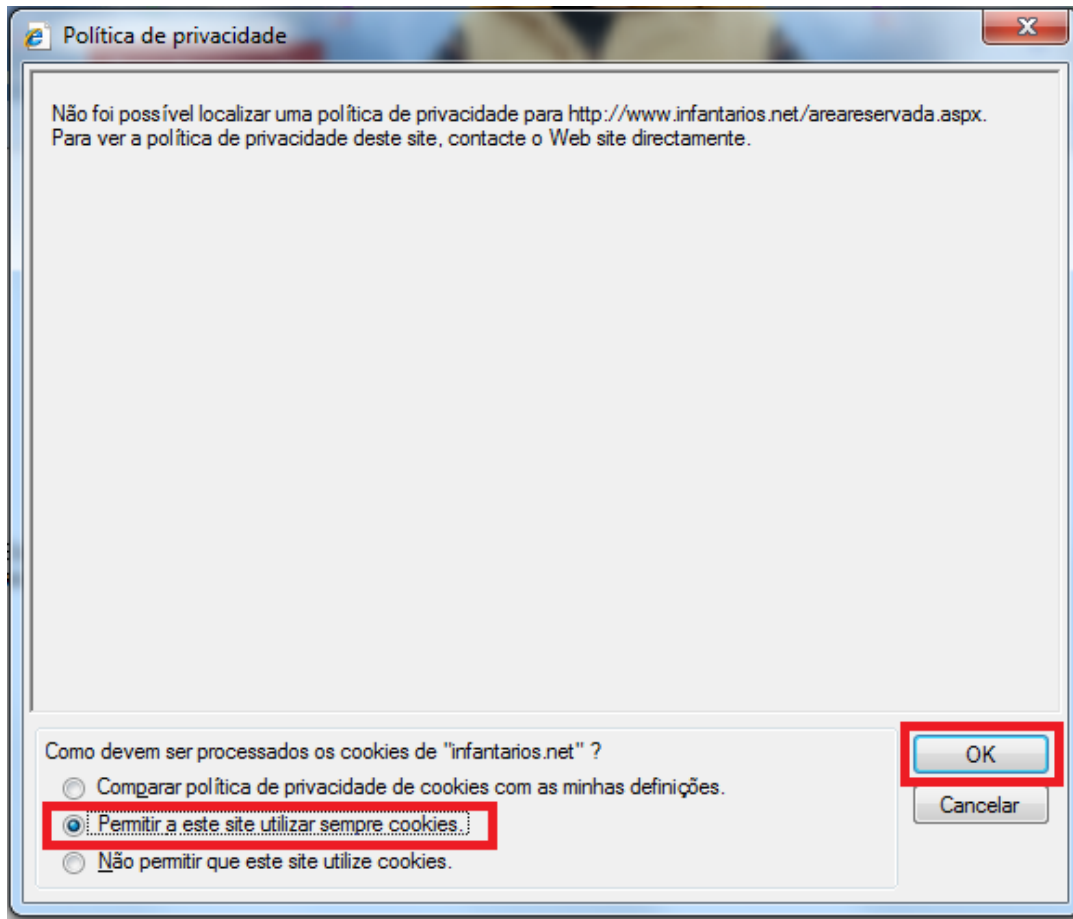 Política de privacidade
Não foi possível localizar uma política de privacidade para http://www.infantarios.net/areareservada.aspx.
Para ver a política de privacidade deste site, contacte o Web site directamente.
Como devem ser processados os cookies de "infantarios.net" ?
Comparar política de privacidade de cookies com as minhas definições.
Permitir a este site utilizar sempre cookies.
Não permitir que este site utilize cookies.
OK
Cancelar